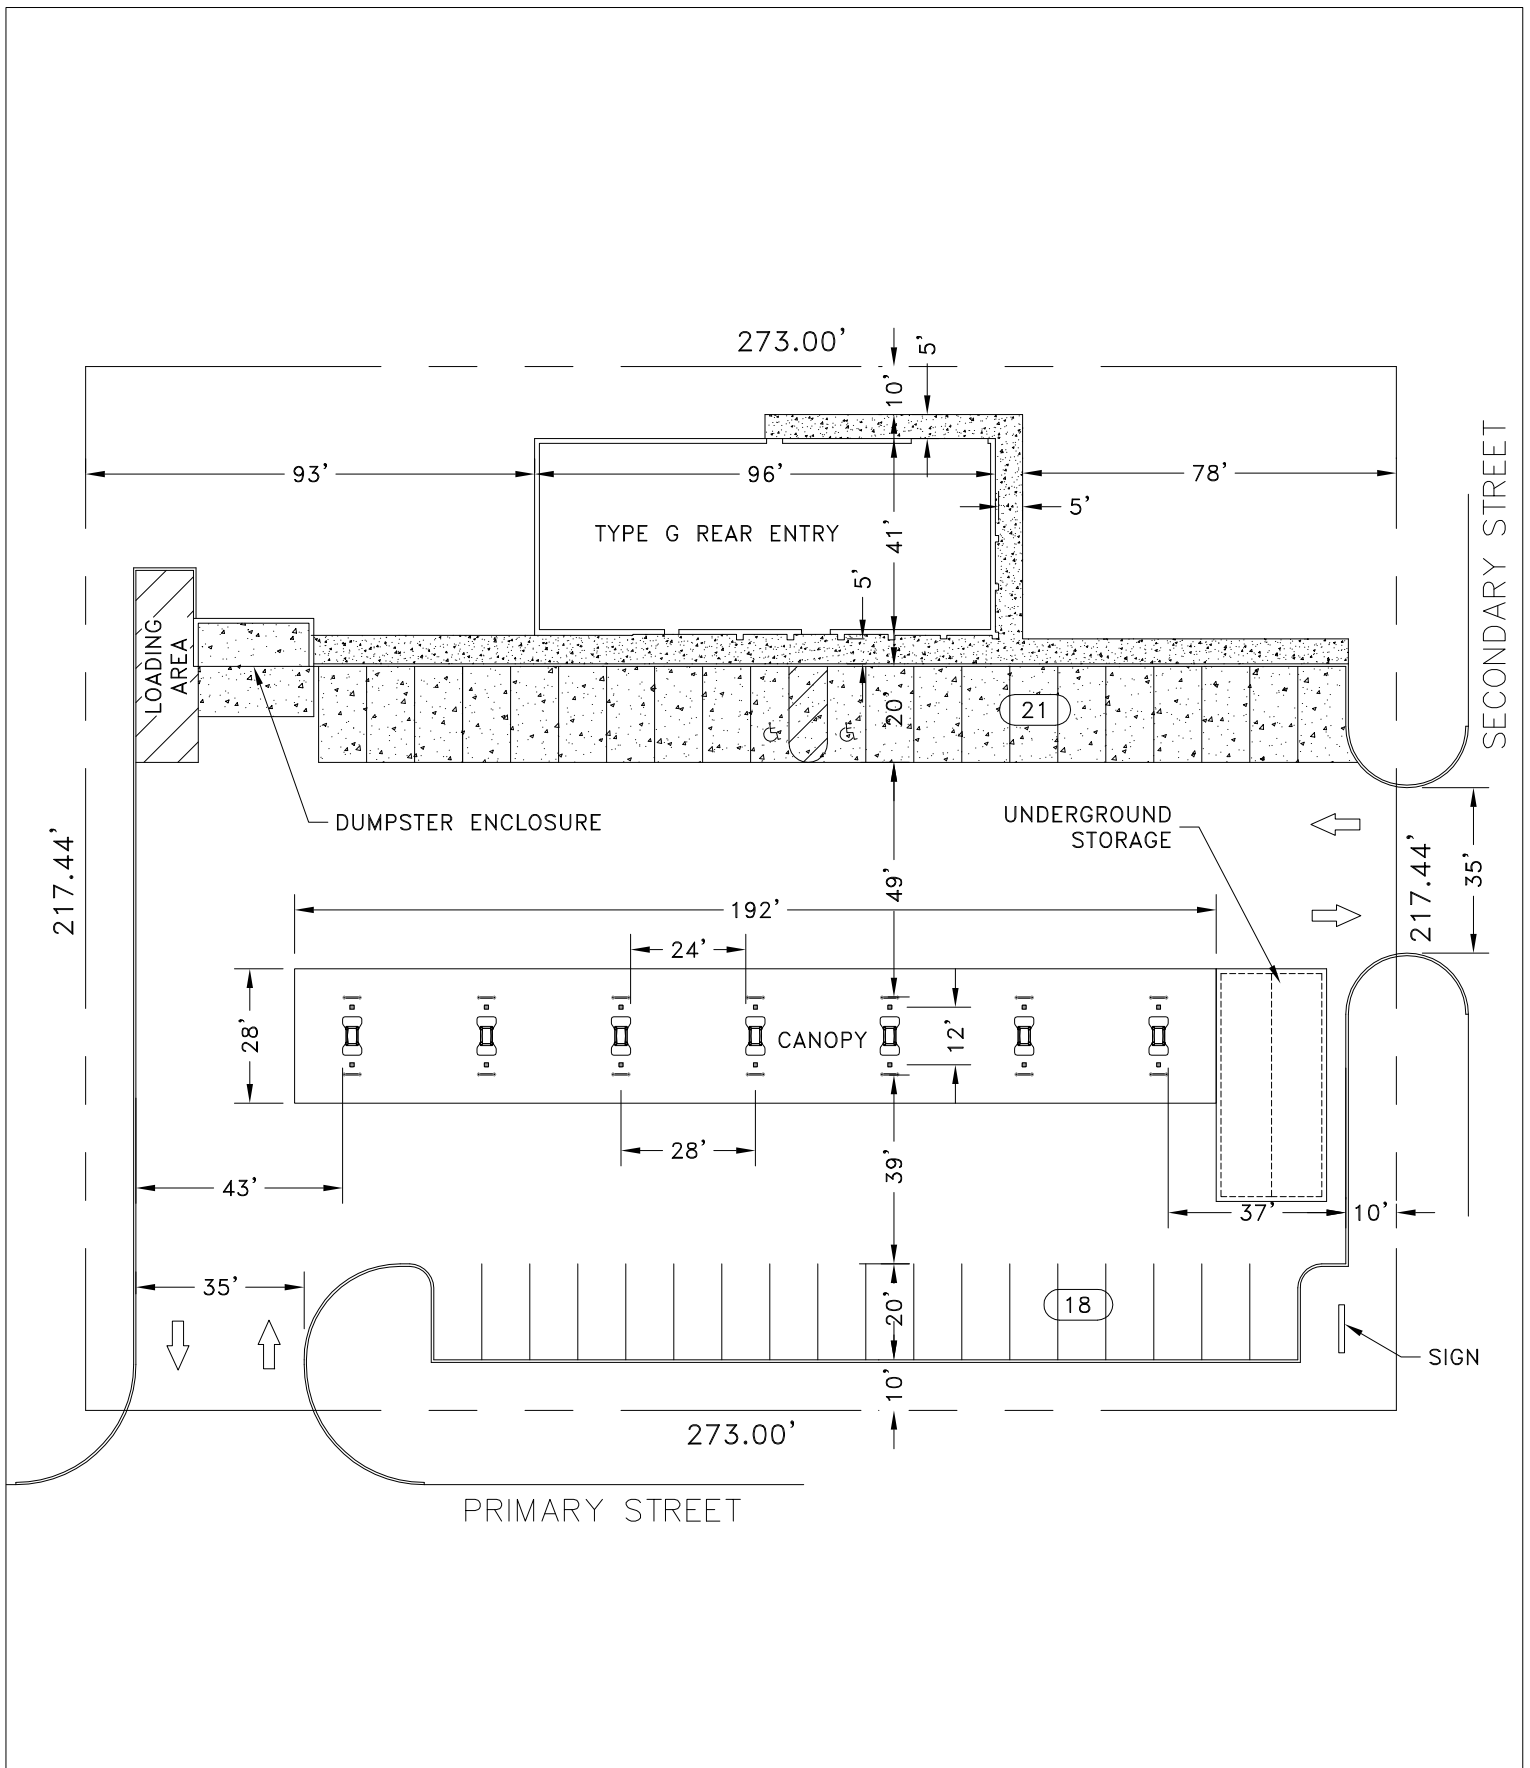 273.00'
5'
10'
93'
96'
78'
5'
TYPE G REAR ENTRY
41'
5'
SECONDARY STREET
LOADING
AREA
20'
21
DUMPSTER ENCLOSURE
UNDERGROUND
STORAGE
217.44'
49'
217.44'
35'
192'
24'
28'
CANOPY
12'
28'
39'
43'
37'
10'
35'
20'
18
SIGN
10'
273.00'
PRIMARY STREET